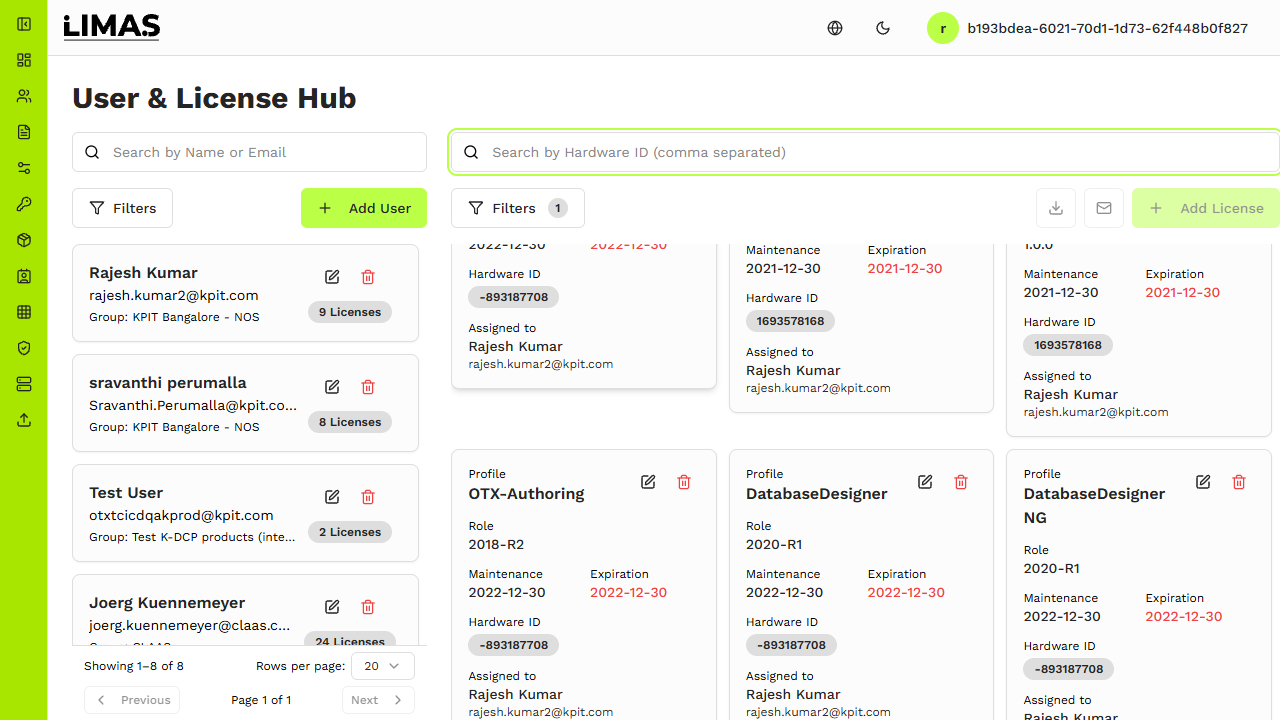 LIMAS
r
b193bdea-6021-70d1-1d73-62f448b0f827
User & License Hub
Search by Name or Email
Search by Hardware ID (comma separated)
Filters
Add User
Filters
1
Add License
Rajesh Kumar
rajesh.kumar2@kpit.com
Group: KPIT Bangalore - NOS
9 Licenses
sravanthi perumalla
Sravanthi.Perumalla@kpit.co...
Group: KPIT Bangalore - NOS
8 Licenses
Test User
otxtcicdqakprod@kpit.com
Group: Test K-DCP products (inte...
2 Licenses
Joerg Kuennemeyer
joerg.kuennemeyer@claas.c...
Group: CLAAS
24 Licenses
Showing 1–8 of 8
Rows per page:
20
Previous
Page 1 of 1
Next
2022-12-30
2022-12-30
Hardware ID
-893187708
Assigned to
Rajesh Kumar
rajesh.kumar2@kpit.com
Maintenance
Expiration
2021-12-30
2021-12-30
Hardware ID
1693578168
Assigned to
Rajesh Kumar
rajesh.kumar2@kpit.com
1.0.0
Maintenance
Expiration
2021-12-30
2021-12-30
Hardware ID
1693578168
Assigned to
Rajesh Kumar
rajesh.kumar2@kpit.com
Profile
OTX-Authoring
Role
2018-R2
Maintenance
Expiration
2022-12-30
2022-12-30
Hardware ID
-893187708
Assigned to
Rajesh Kumar
rajesh.kumar2@kpit.com
Profile
DatabaseDesigner
Role
2020-R1
Maintenance
Expiration
2022-12-30
2022-12-30
Hardware ID
-893187708
Assigned to
Rajesh Kumar
rajesh.kumar2@kpit.com
Profile
DatabaseDesigner
NG
Role
2020-R1
Maintenance
Expiration
2022-12-30
2022-12-30
Hardware ID
-893187708
Assigned to
Rajesh Kumar